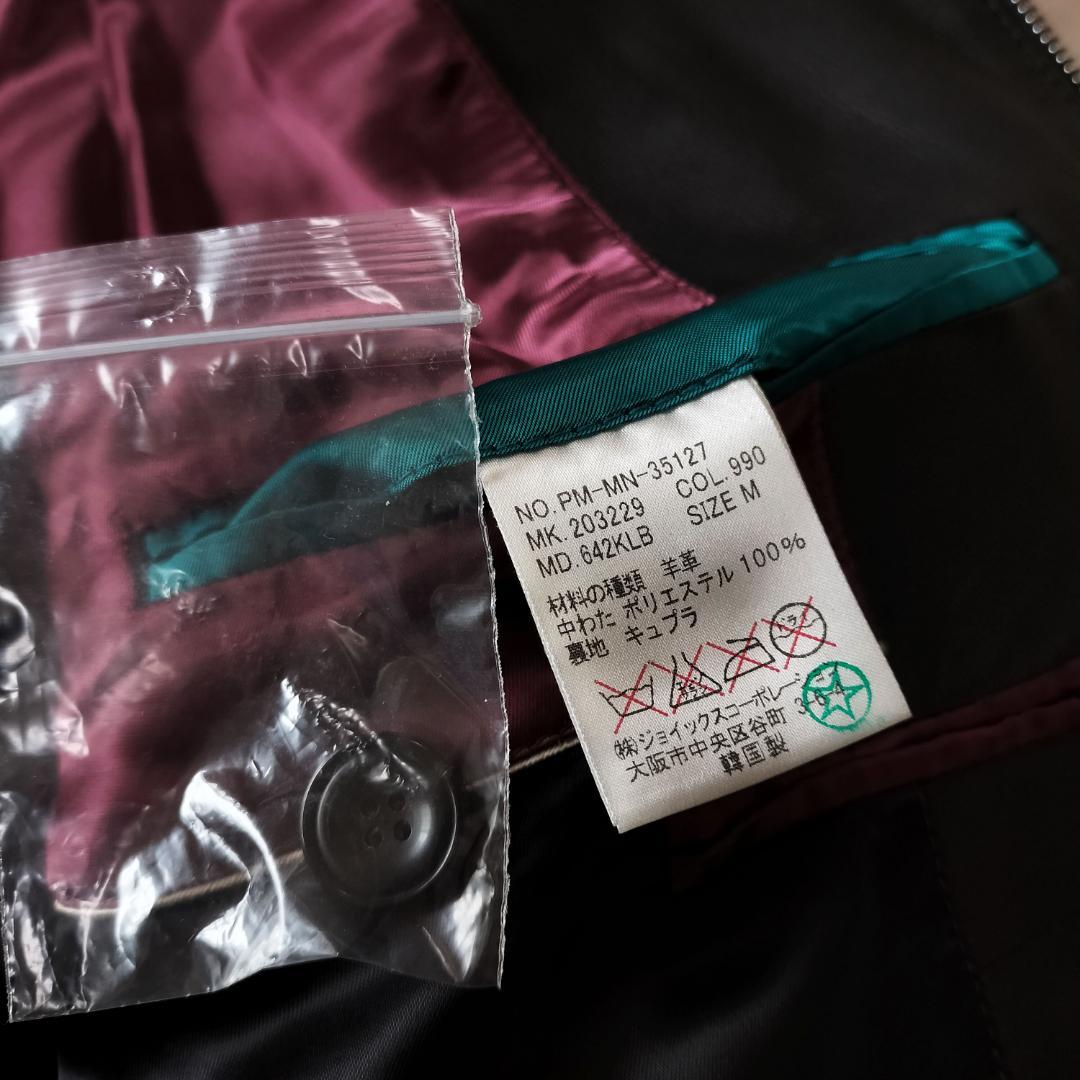 NO.PM-MN-35127
MK.203229 COL.990
MD.642KLB SIZE M
材料の種類 羊革
中わた ポリエステル 100%
裏地 キュプラ
㈱ジョイックスコーポレーション
大阪市中央区谷町
韓国製